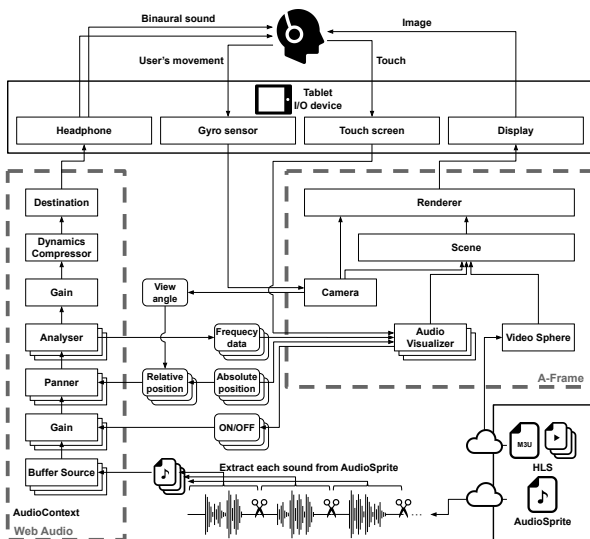 Binaural sound
Image
User's movement
Touch
Tablet
I/O device
Headphone
Gyro sensor
Touch screen
Display
Destination
Renderer
Dynamics
Compressor
Scene
Gain
View
angle
Camera
Analyser
Frequecy
data
Audio
Visualizer
Video Sphere
Panner
Relative
position
Absolute
position
A-Frame
Gain
ON/OFF
M3U
HLS
Buffer Source
Extract each sound from AudioSprite
AudioContext
Web Audio
...
AudioSprite